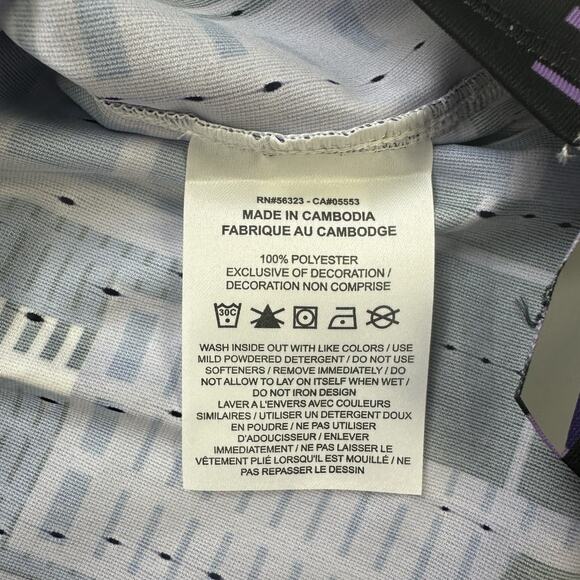 RN#56323 - CA#05553
MADE IN CAMBODIA
FABRIQUE AU CAMBODGE
100% POLYESTER
EXCLUSIVE OF DECORATION /
DECORATION NON COMPRISE
30C
WASH INSIDE OUT WITH LIKE COLORS / USE
MILD POWDERED DETERGENT / DO NOT USE
SOFTENERS / REMOVE IMMEDIATELY / DO
NOT ALLOW TO LAY ON ITSELF WHEN WET /
DO NOT IRON DESIGN
LAVER A L'ENVERS AVEC COULEURS
SIMILAIRES / UTILISER UN DETERGENT DOUX
EN POUDRE / NE PAS UTILISER
D'ADOUCISSEUR / ENLEVER
IMMEDIATEMENT / NE PAS LAISSER LE
VÊTEMENT PLIÉ LORSQU'IL EST MOUILLÉ / NE
PAS REPASSER LE DESSIN